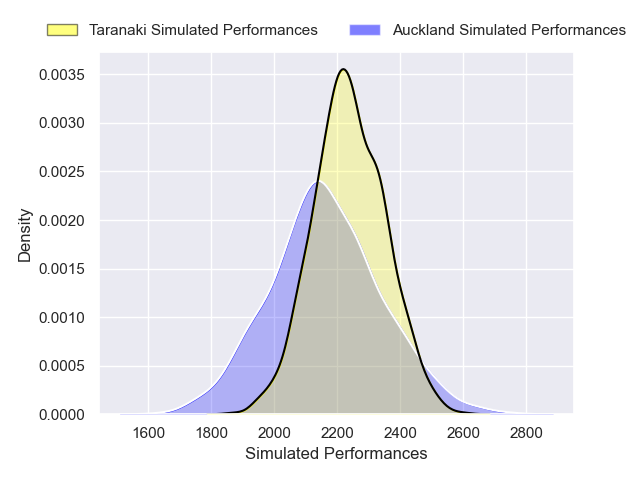 Taranaki Simulated Performances Auckland Simulated Performances
0.0035
0.0030
0.0025
0.0020
0.0015
0.0010
0.0005
0.0000
Density
1600 1800 2000 2200 2400 2600 2800
Simulated Performances